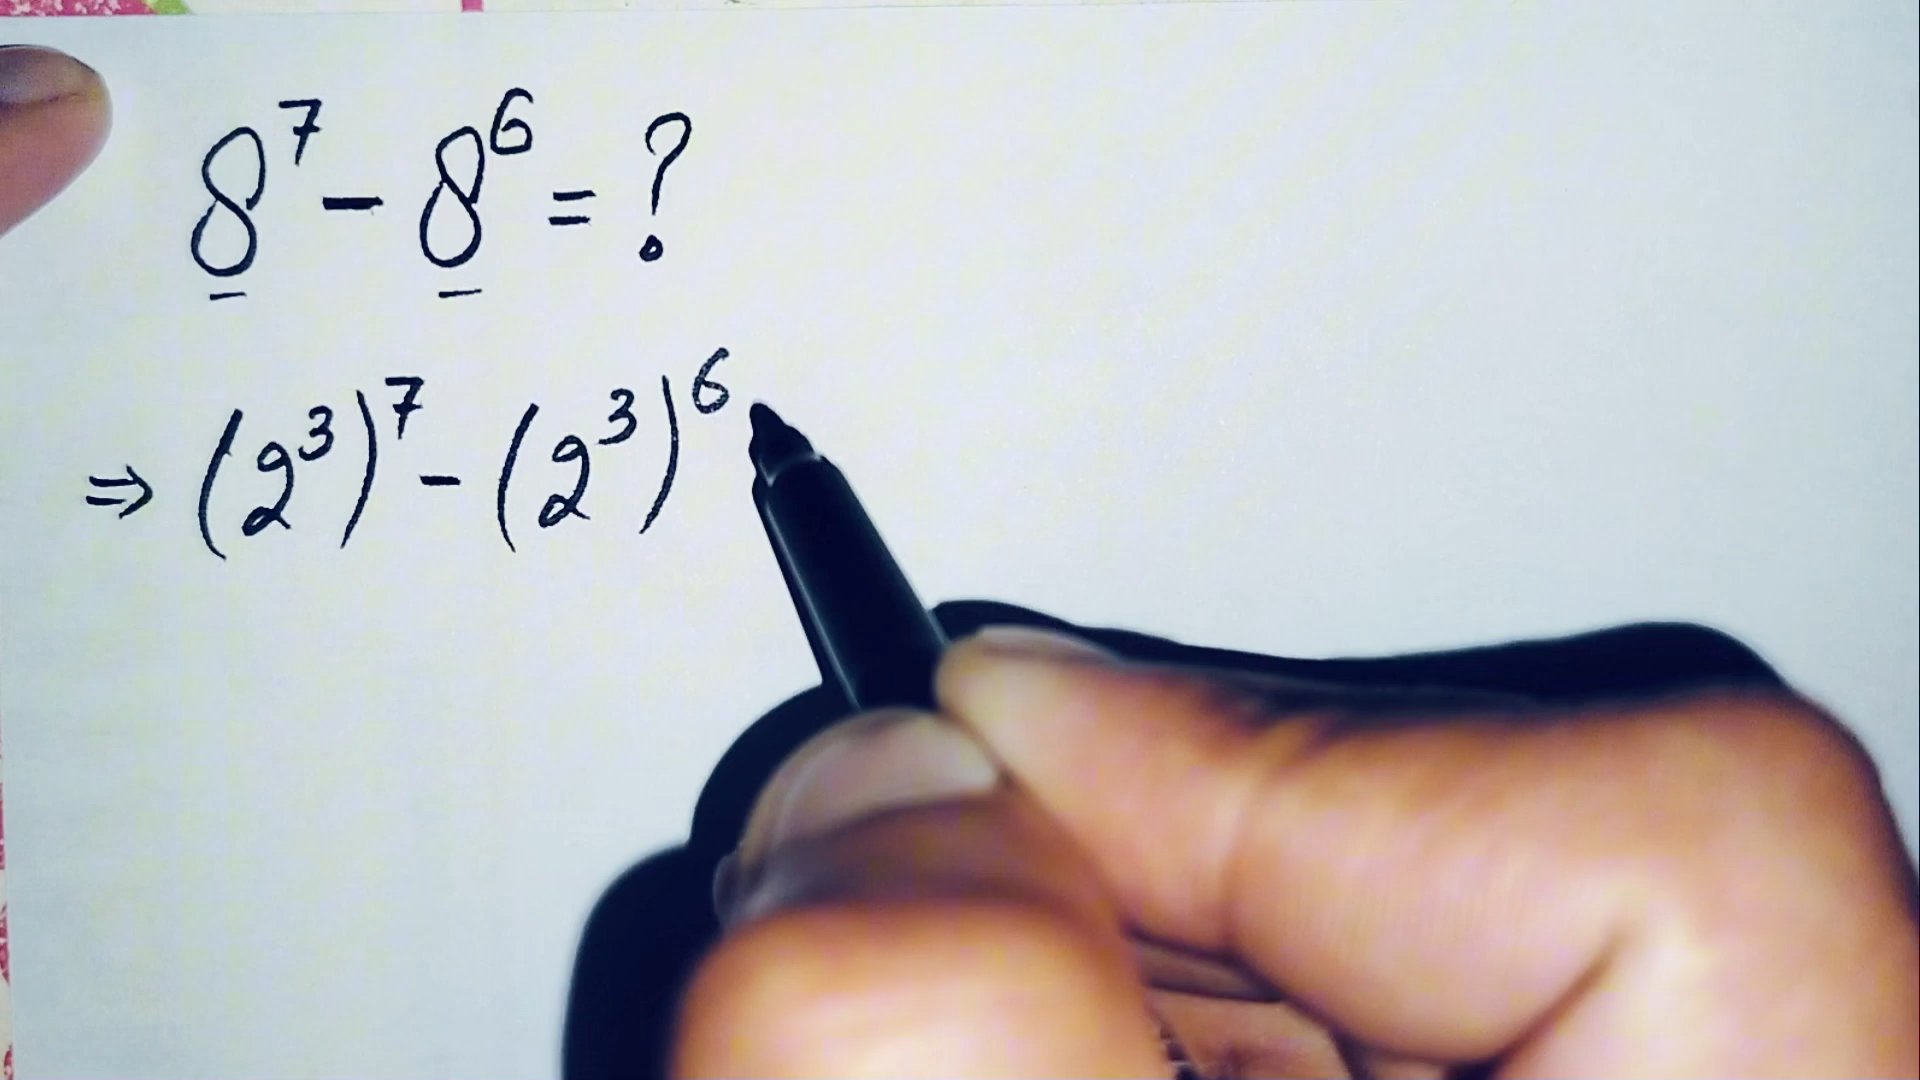 8⁷ - 8⁶ = ?
⇒ (2³)⁷ - (2³)⁶